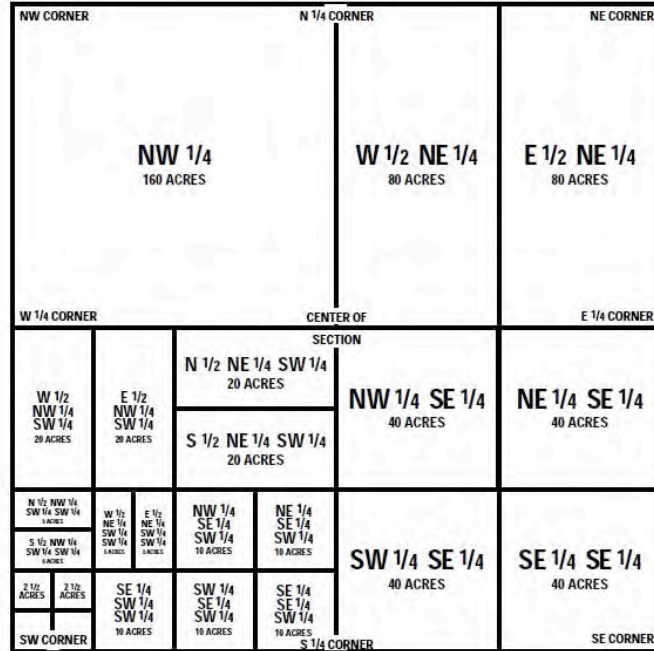 NW CORNER
N 1/4 CORNER
NE CORNER
NW 1/4
160 ACRES
W 1/2 NE 1/4
80 ACRES
E 1/2 NE 1/4
80 ACRES
W 1/4 CORNER
CENTER OF
SECTION
E 1/4 CORNER
W 1/2
NW 1/4
SW 1/4
20 ACRES
E 1/2
NW 1/4
SW 1/4
20 ACRES
N 1/2 NE 1/4 SW 1/4
20 ACRES
S 1/2 NE 1/4 SW 1/4
20 ACRES
NW 1/4 SE 1/4
40 ACRES
NE 1/4 SE 1/4
40 ACRES
N 1/2 NW 1/4
SW 1/4 SW 1/4
5 ACRES
S 1/2 NW 1/4
SW 1/4 SW 1/4
5 ACRES
W 1/2
NE 1/4
SW 1/4
SW 1/4
5 ACRES
E 1/2
NE 1/4
SW 1/4
SW 1/4
5 ACRES
NW 1/4
SE 1/4
SW 1/4
10 ACRES
NE 1/4
SE 1/4
SW 1/4
10 ACRES
2 1/2
ACRES
2 1/2
ACRES
SE 1/4
SW 1/4
SW 1/4
10 ACRES
SW 1/4
SE 1/4
SW 1/4
10 ACRES
SE 1/4
SE 1/4
SW 1/4
10 ACRES
SW 1/4 SE 1/4
40 ACRES
SE 1/4 SE 1/4
40 ACRES
SW CORNER
S 1/4 CORNER
SE CORNER